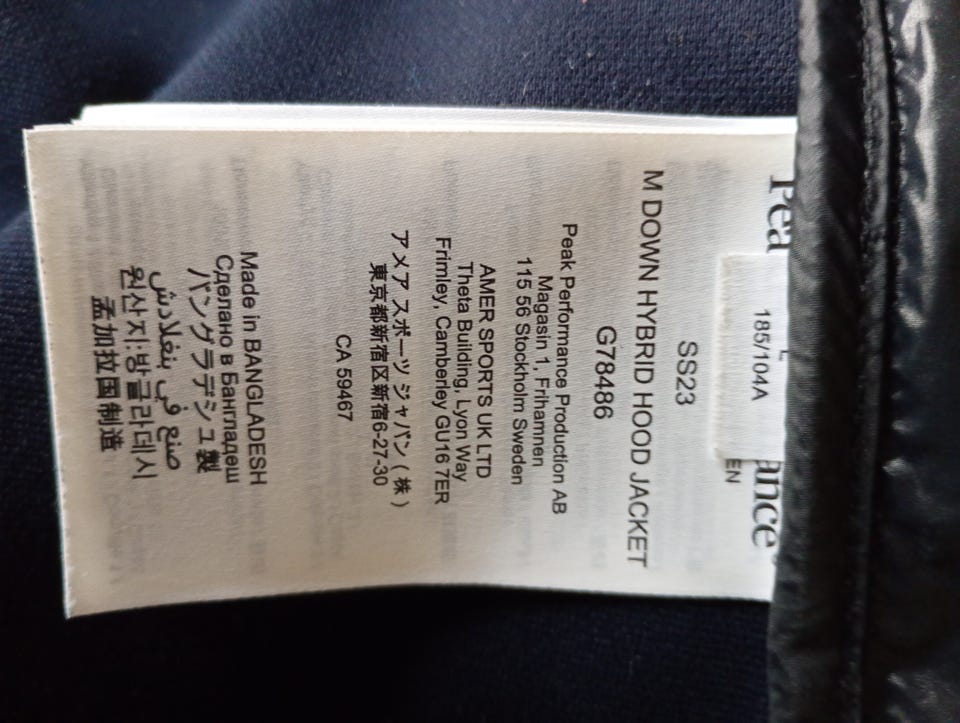 Pea
ance
185/104A
EN
SS23
M DOWN HYBRID HOOD JACKET
G78486
Peak Performance Production AB
Magasin 1, Frihamnen
115 56 Stockholm Sweden
AMER SPORTS UK LTD
Theta Building, Lyon Way
Frimley, Camberley GU16 7ER
アメア スポーツ ジャパン (株)
東京都新宿区新宿6-27-30
CA 59467
Made in BANGLADESH
Сделано в Бангладеш
バングラデシュ製
صنع في بنغلادش
원산지:방글라데시
孟加拉国制造